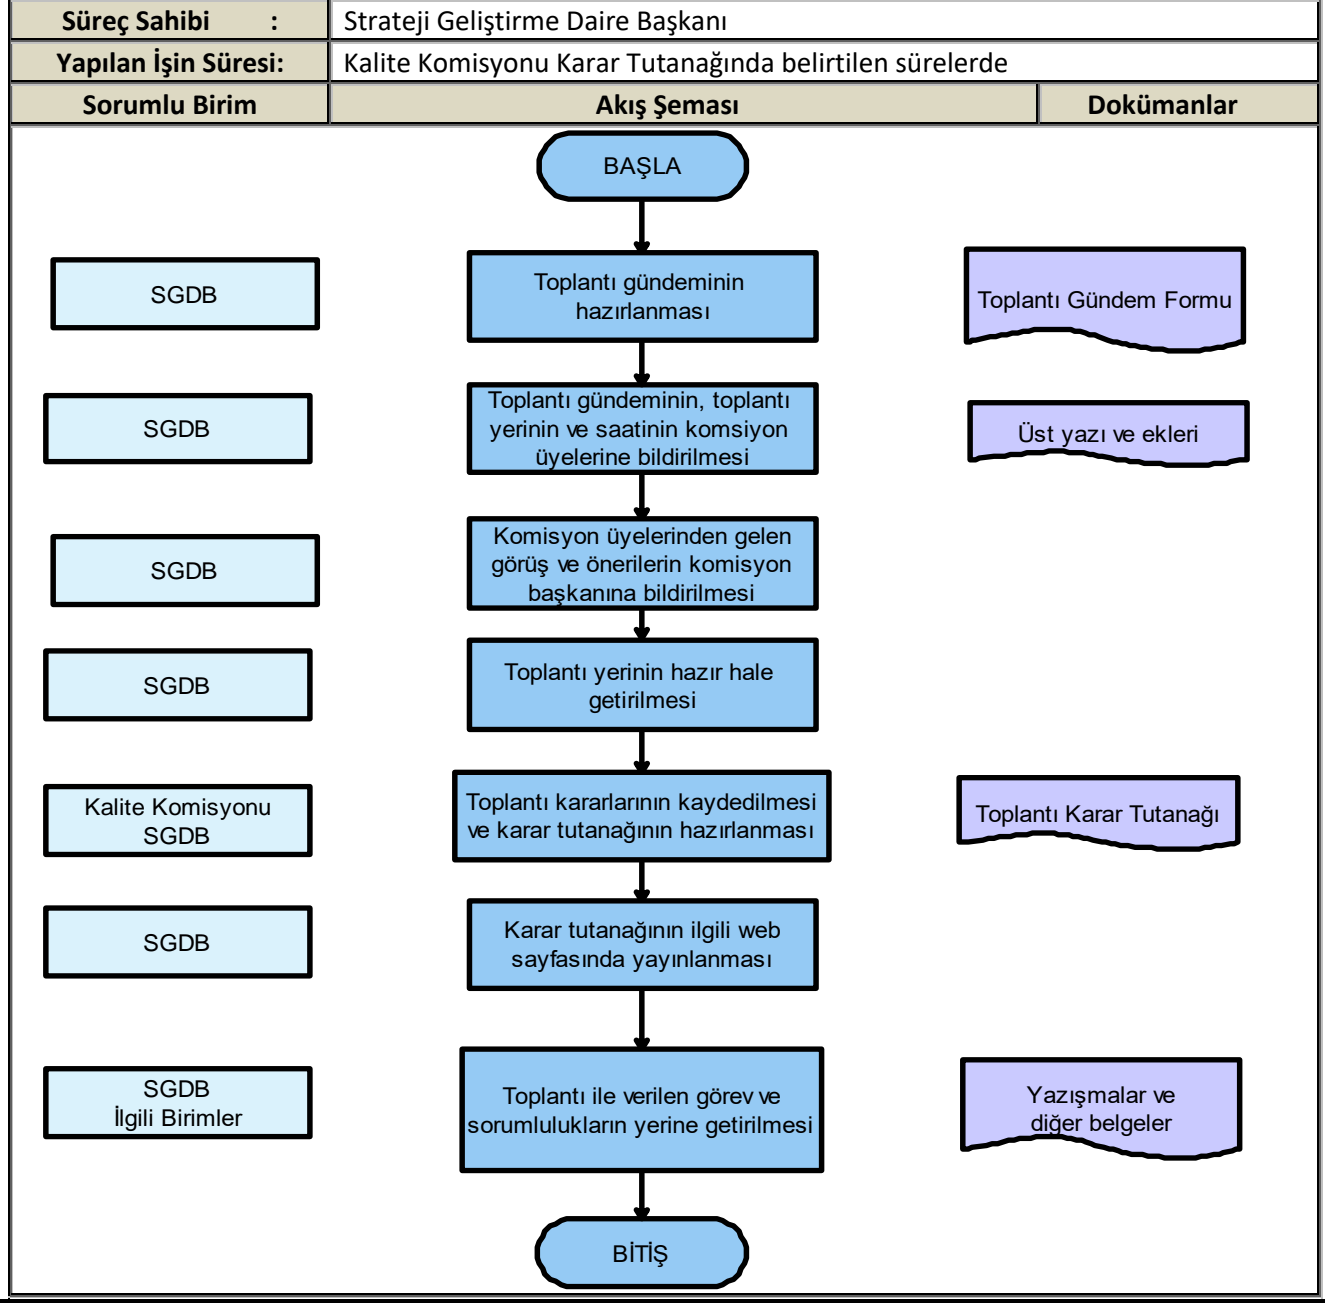 Süreç Sahibi :
Strateji Geliştirme Daire Başkanı
Yapılan İşin Süresi:
Kalite Komisyonu Karar Tutanağında belirtilen sürelerde
Sorumlu Birim
Akış Şeması
Dokümanlar
BAŞLA
SGDB
Toplantı gündeminin
hazırlanması
Toplantı Gündem Formu
SGDB
Toplantı gündeminin, toplantı
yerinin ve saatinin komsiyon
üyelerine bildirilmesi
Üst yazı ve ekleri
SGDB
Komisyon üyelerinden gelen
görüş ve önerilerin komisyon
başkanına bildirilmesi
SGDB
Toplantı yerinin hazır hale
getirilmesi
Kalite Komisyonu
SGDB
Toplantı kararlarının kaydedilmesi
ve karar tutanağının hazırlanması
Toplantı Karar Tutanağı
SGDB
Karar tutanağının ilgili web
sayfasında yayınlanması
SGDB
İlgili Birimler
Toplantı ile verilen görev ve
sorumlulukların yerine getirilmesi
Yazışmalar ve
diğer belgeler
BİTİŞ